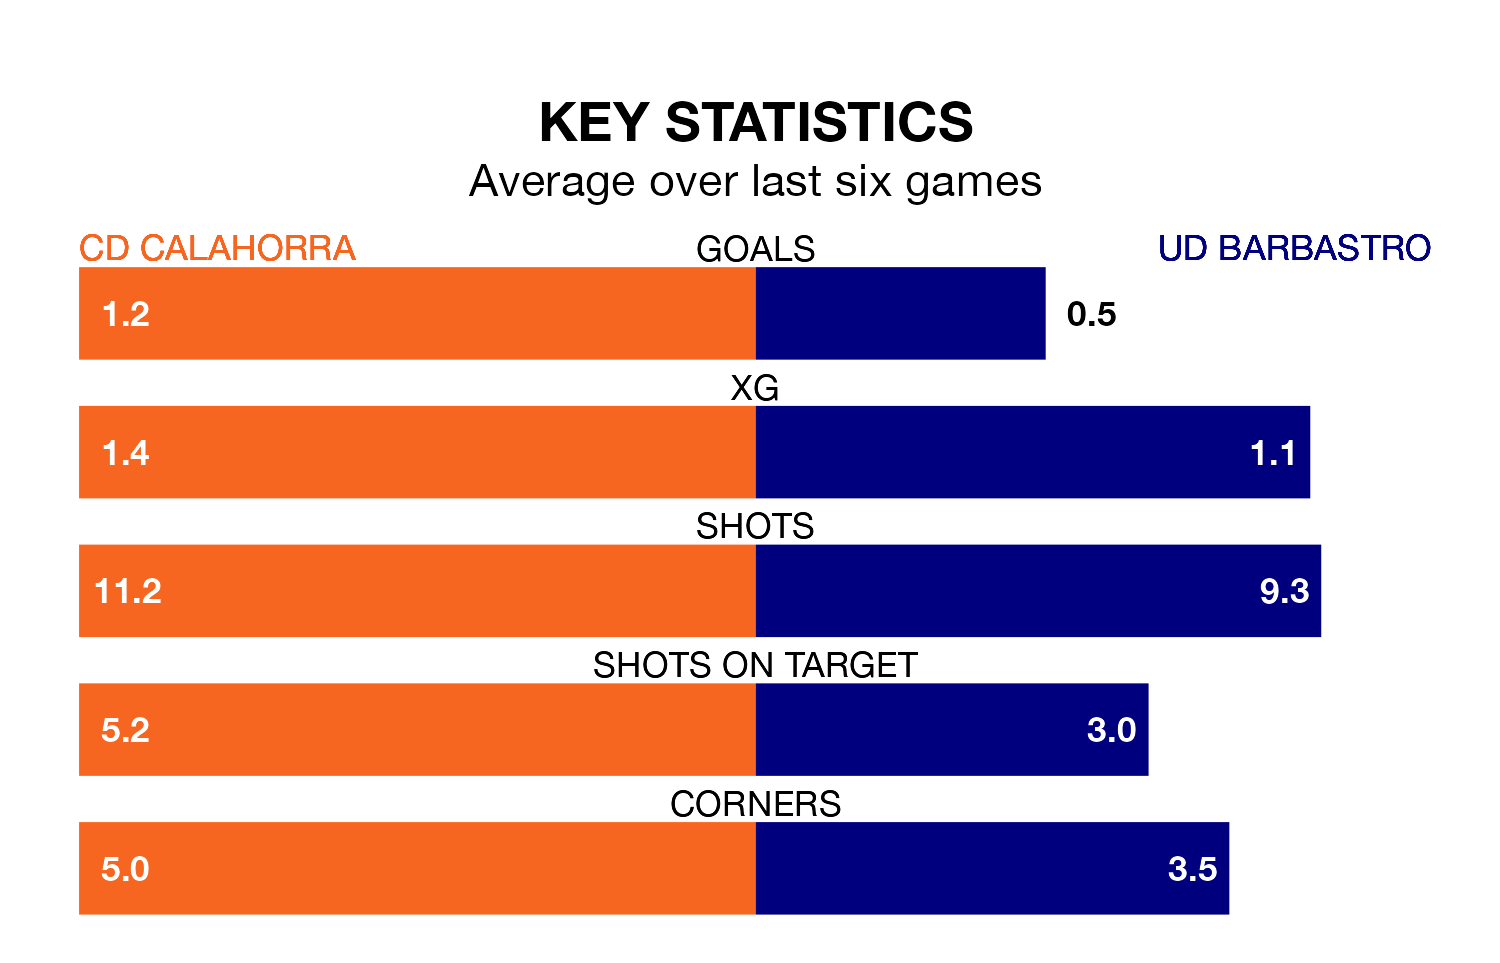 KEY STATISTICS
Average over last six games
CD CALAHORRA GOALS UD BARBASTRO
1.2 0.5
XG
1.4 1.1
SHOTS
11.2 9.3
SHOTS ON TARGET
5.2 3.0
CORNERS
5.0 3.5